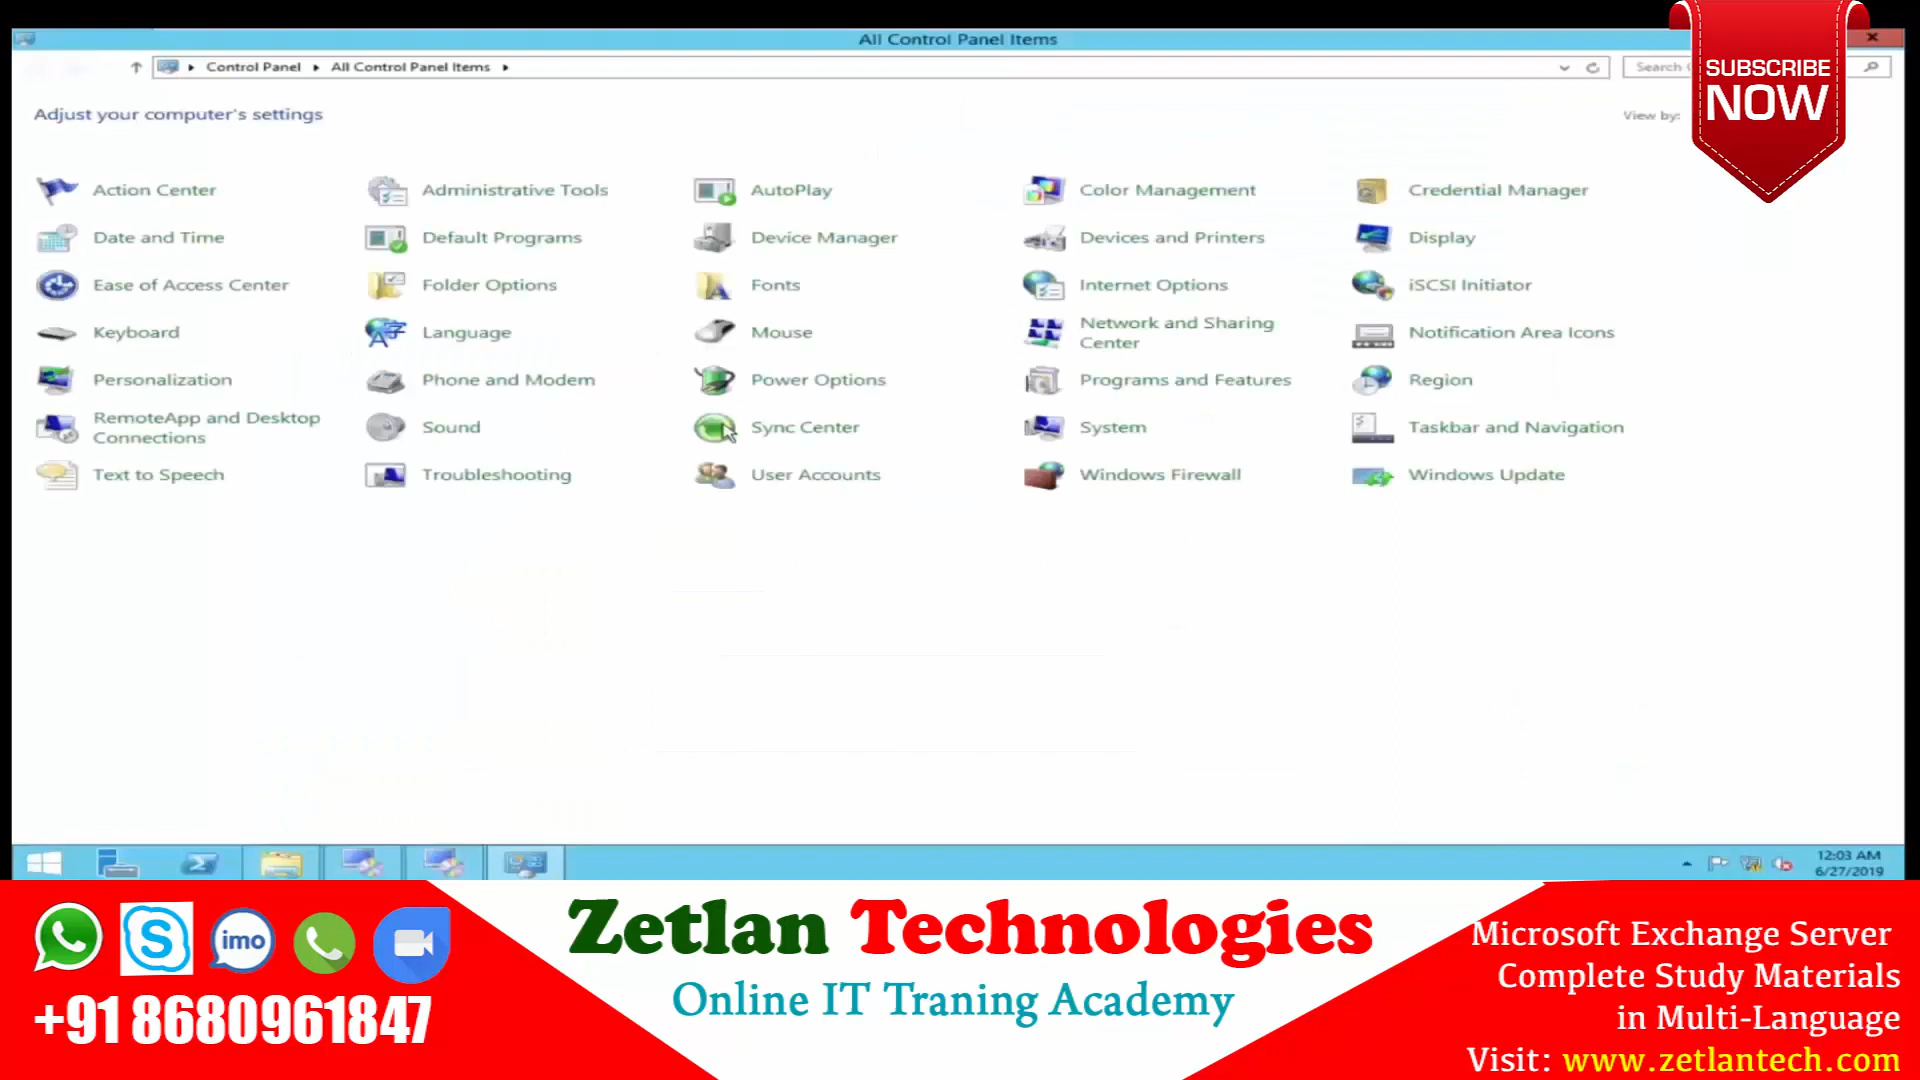 All Control Panel Items
Control Panel
All Control Panel Items
Search
SUBSCRIBE
NOW
Adjust your computer's settings
View by:
Action Center
Administrative Tools
AutoPlay
Color Management
Credential Manager
Date and Time
Default Programs
Device Manager
Devices and Printers
Display
Ease of Access Center
Folder Options
Fonts
Internet Options
iSCSI Initiator
Keyboard
Language
Mouse
Network and Sharing
Center
Notification Area Icons
Personalization
Phone and Modem
Power Options
Programs and Features
Region
RemoteApp and Desktop
Connections
Sound
Sync Center
System
Taskbar and Navigation
Text to Speech
Troubleshooting
User Accounts
Windows Firewall
Windows Update
12:03 AM
6/27/2019
S
imo
+91 8680961847
Zetlan Technologies
Online IT Traning Academy
Microsoft Exchange Server
Complete Study Materials
in Multi-Language
Visit: www.zetlantech.com